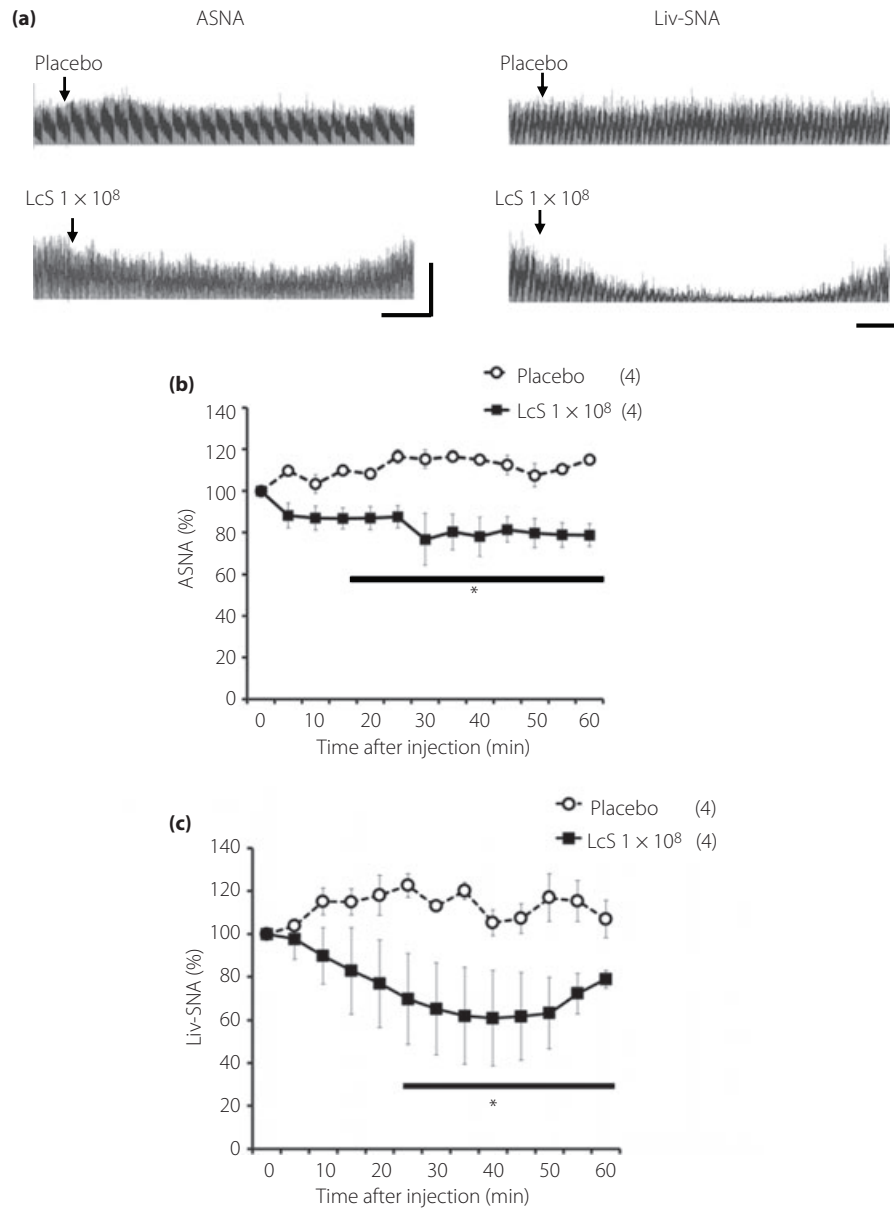 (a)
ASNA
Liv-SNA
Placebo
Placebo
LcS 1 × 10⁸
LcS 1 × 10⁸
(b)
Placebo (4)
LcS 1 × 10⁸ (4)
140
120
100
80
60
40
20
0
ASNA (%)
*
0 10 20 30 40 50 60
Time after injection (min)
(c)
Placebo (4)
LcS 1 × 10⁸ (4)
140
120
100
80
60
40
20
0
Liv-SNA (%)
*
0 10 20 30 40 50 60
Time after injection (min)